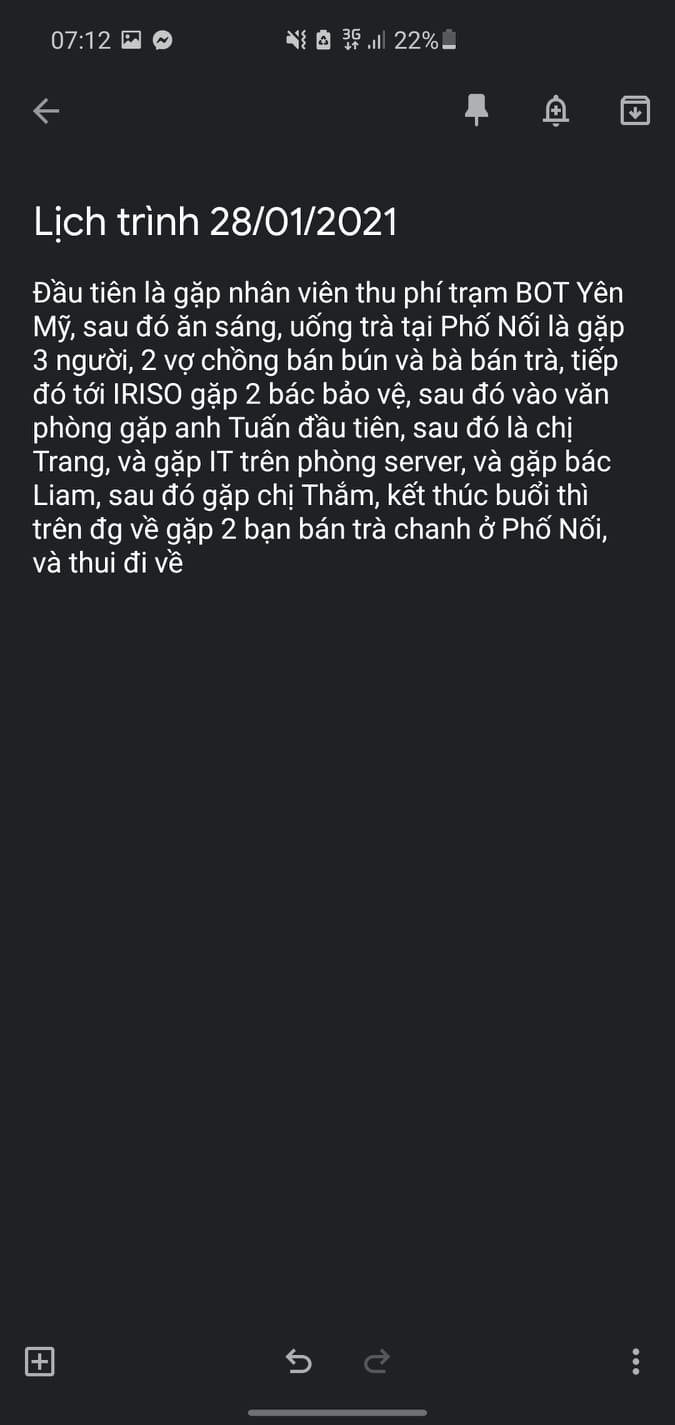 07:12
3G
22%
Lịch trình 28/01/2021
Đầu tiên là gặp nhân viên thu phí trạm BOT Yên
Mỹ, sau đó ăn sáng, uống trà tại Phố Nối là gặp
3 người, 2 vợ chồng bán bún và bà bán trà, tiếp
đó tới IRISO gặp 2 bác bảo vệ, sau đó vào văn
phòng gặp anh Tuấn đầu tiên, sau đó là chị
Trang, và gặp IT trên phòng server, và gặp bác
Liam, sau đó gặp chị Thắm, kết thúc buổi thì
trên đg về gặp 2 bạn bán trà chanh ở Phố Nối,
và thui đi về